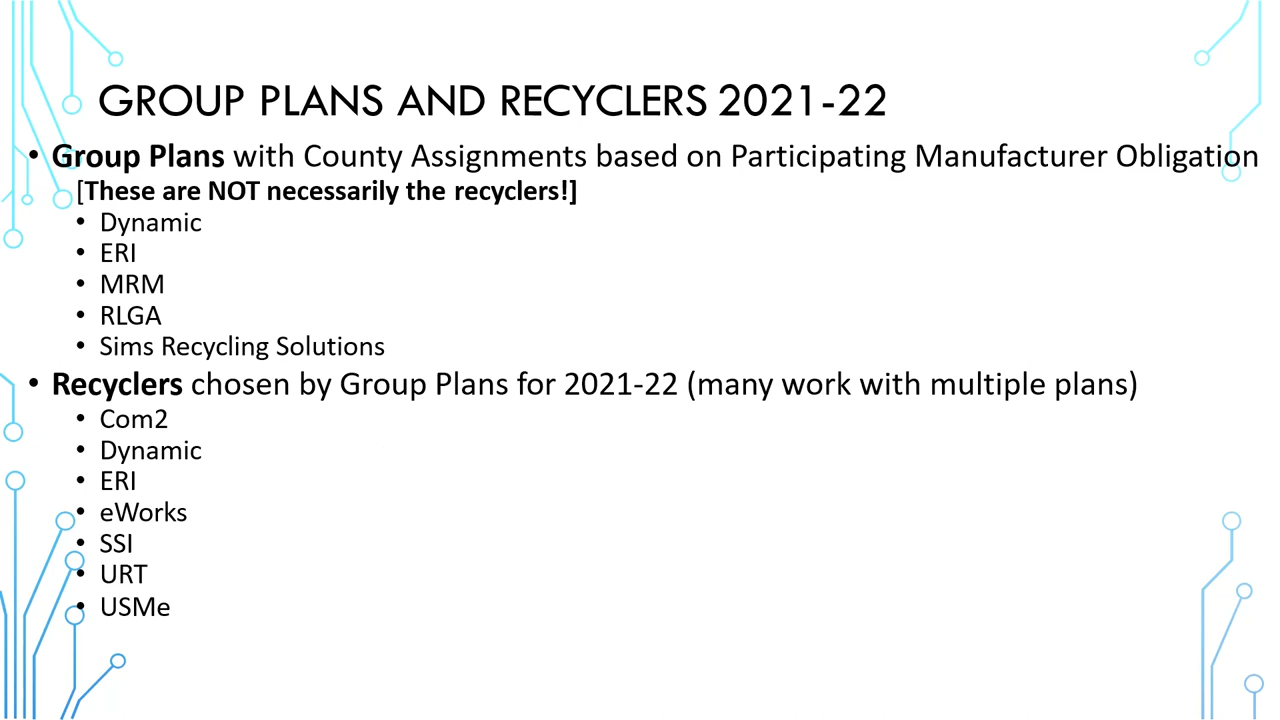 GROUP PLANS AND RECYCLERS 2021-22
• Group Plans with County Assignments based on Participating Manufacturer Obligation
[These are NOT necessarily the recyclers!]
• Dynamic
• ERI
• MRM
• RLGA
• Sims Recycling Solutions
• Recyclers chosen by Group Plans for 2021-22 (many work with multiple plans)
• Com2
• Dynamic
• ERI
• eWorks
• SSI
• URT
• USMe